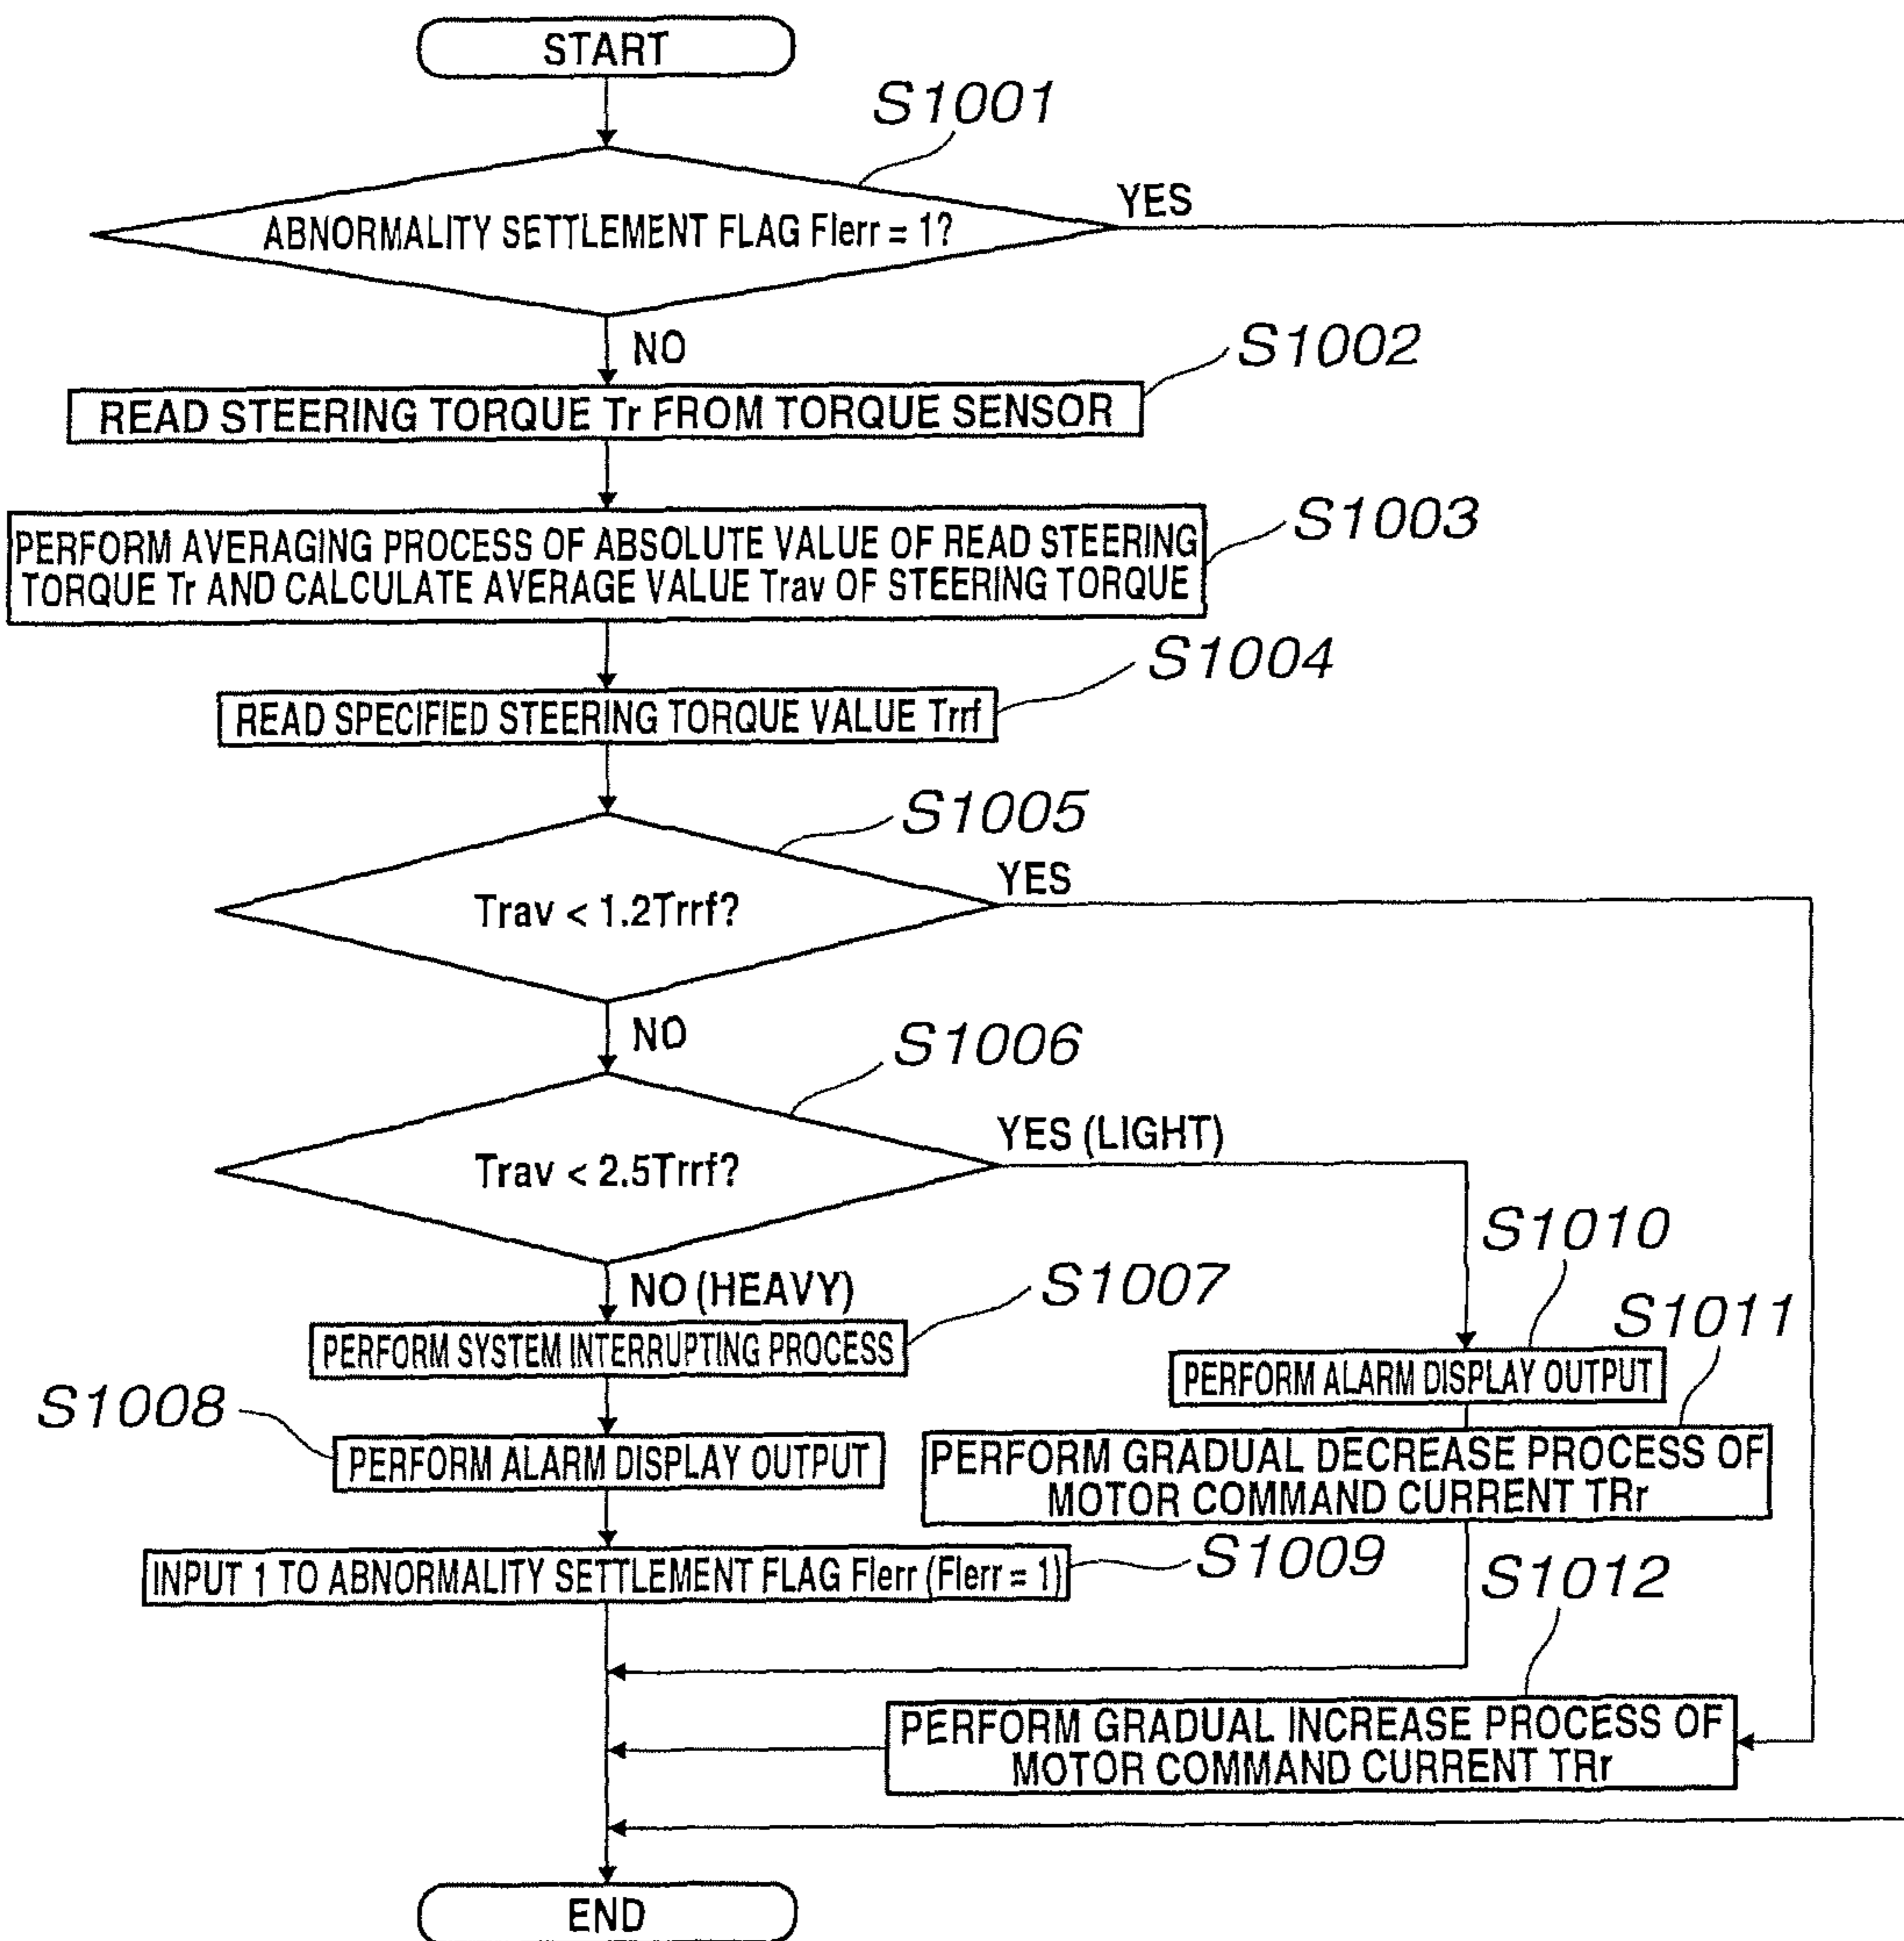 START
S1001
ABNORMALITY SETTLEMENT FLAG Flerr = 1?
YES
NO
S1002
READ STEERING TORQUE Tr FROM TORQUE SENSOR
S1003
PERFORM AVERAGING PROCESS OF ABSOLUTE VALUE OF READ STEERING
TORQUE Tr AND CALCULATE AVERAGE VALUE Trav OF STEERING TORQUE
S1004
READ SPECIFIED STEERING TORQUE VALUE Trrf
S1005
Trav < 1.2Trrf?
YES
NO
S1006
Trav < 2.5Trrf?
YES (LIGHT)
NO (HEAVY)
S1007
PERFORM SYSTEM INTERRUPTING PROCESS
S1010
PERFORM ALARM DISPLAY OUTPUT
S1011
S1008
PERFORM ALARM DISPLAY OUTPUT
PERFORM GRADUAL DECREASE PROCESS OF
MOTOR COMMAND CURRENT TRr
INPUT 1 TO ABNORMALITY SETTLEMENT FLAG Flerr (Flerr = 1)
S1009
S1012
PERFORM GRADUAL INCREASE PROCESS OF
MOTOR COMMAND CURRENT TRr
END